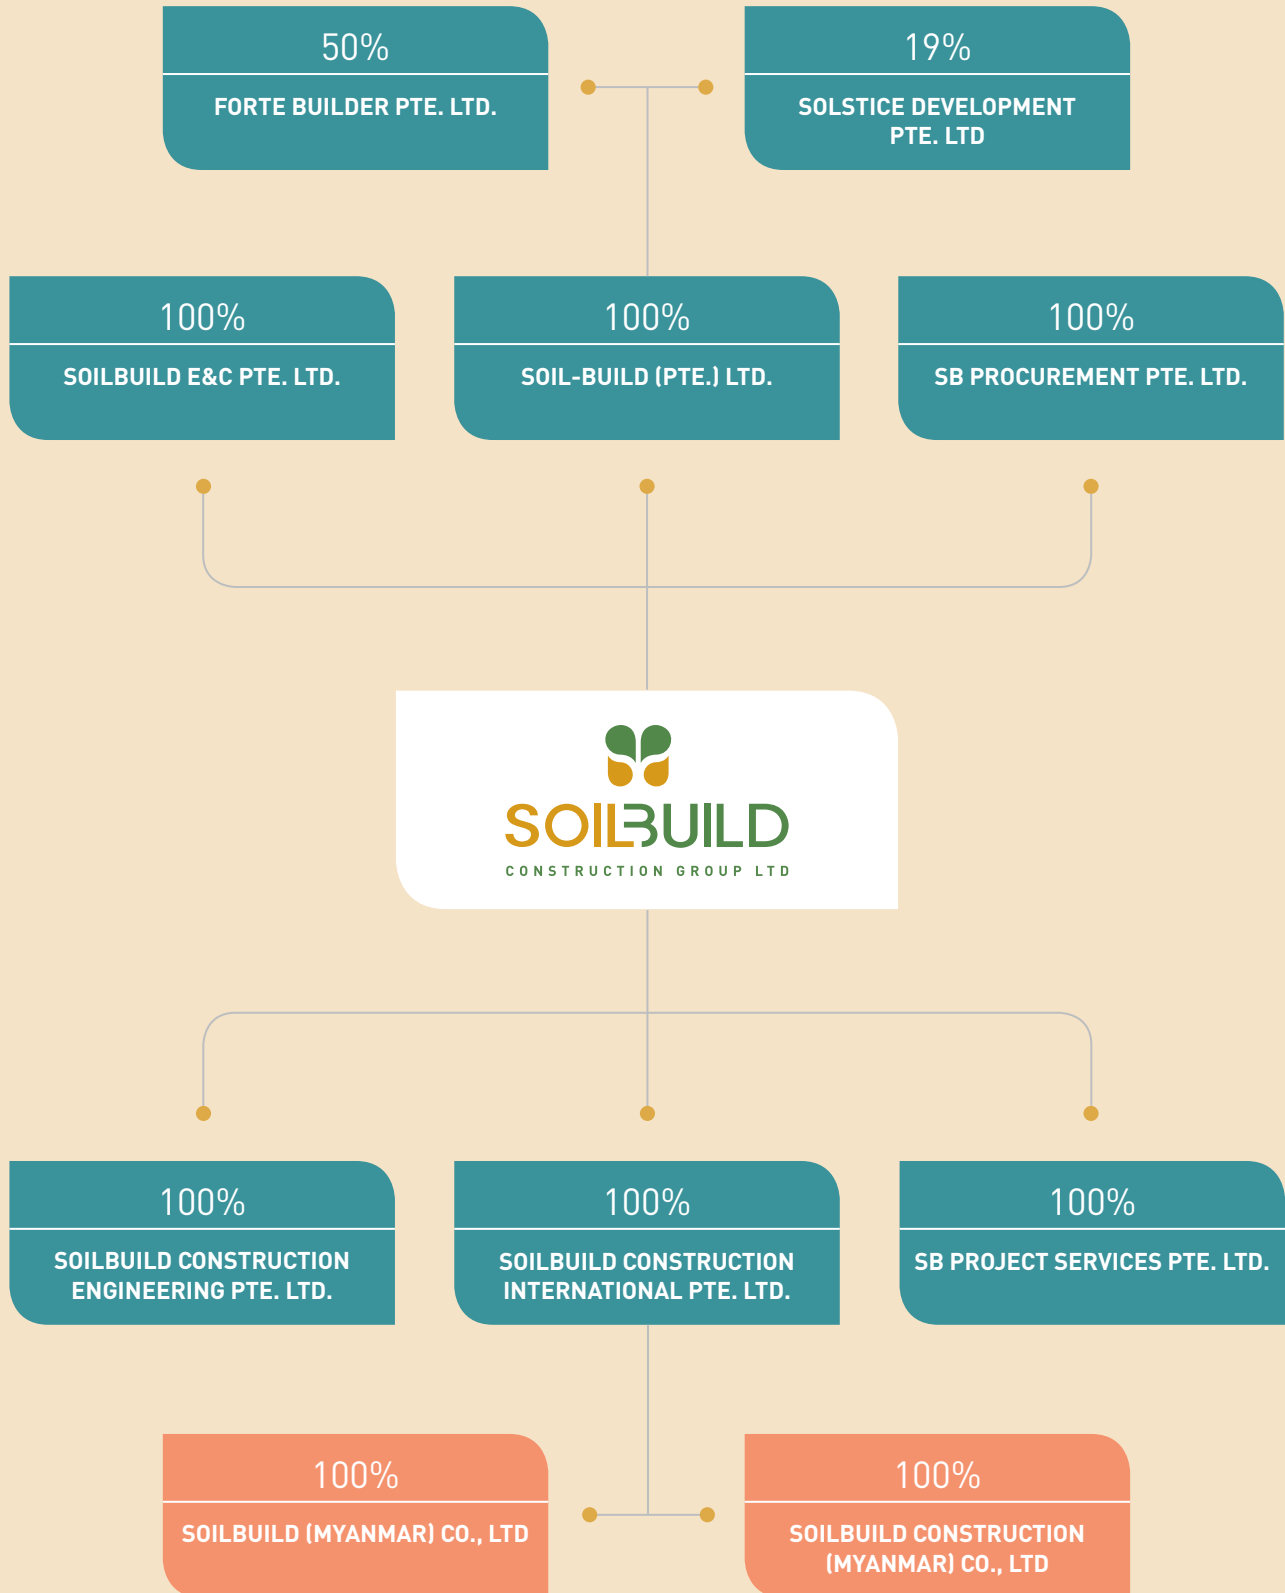 50%
FORTE BUILDER PTE. LTD.
19%
SOLSTICE DEVELOPMENT
PTE. LTD
100%
SOILBUILD E&C PTE. LTD.
100%
SOIL-BUILD (PTE.) LTD.
100%
SB PROCUREMENT PTE. LTD.
SOILBUILD
CONSTRUCTION GROUP LTD
100%
SOILBUILD CONSTRUCTION
ENGINEERING PTE. LTD.
100%
SOILBUILD CONSTRUCTION
INTERNATIONAL PTE. LTD.
100%
SB PROJECT SERVICES PTE. LTD.
100%
SOILBUILD (MYANMAR) CO., LTD
100%
SOILBUILD CONSTRUCTION
(MYANMAR) CO., LTD